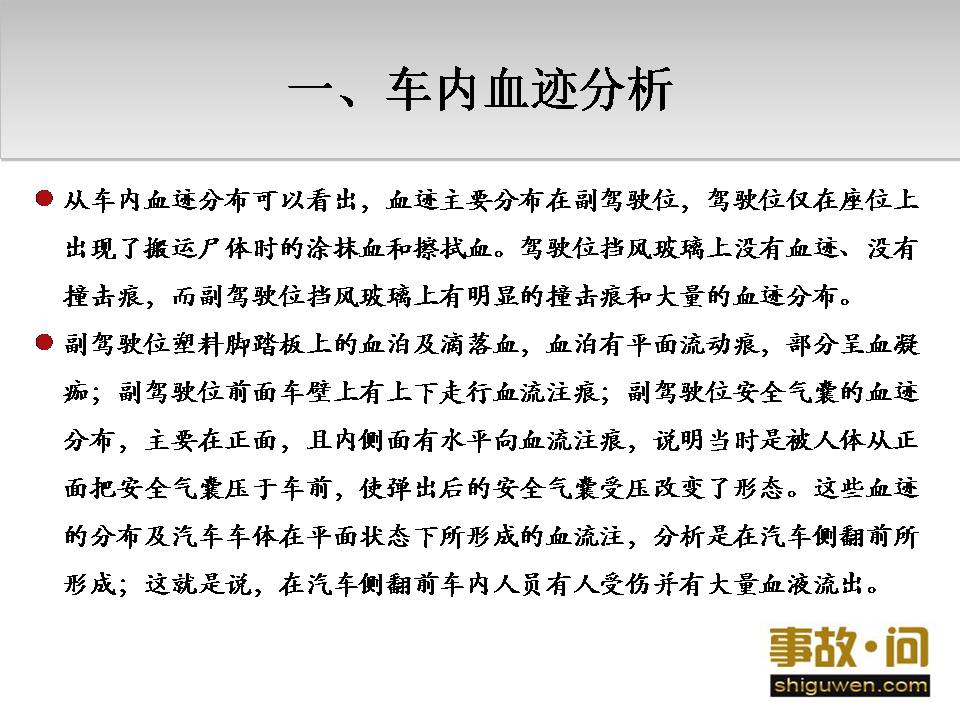 一、车内血迹分析
从车内血迹分布可以看出，血迹主要分布在副驾驶位，驾驶位仅在座位上
出现了搬运尸体时的涂抹血和擦拭血。驾驶位挡风玻璃上没有血迹、没有
撞击痕，而副驾驶位挡风玻璃上有明显的撞击痕和大量的血迹分布。
副驾驶位塑料脚踏板上的血泊及滴落血，血泊有平面流动痕，部分呈血凝
痂；副驾驶位前面车壁上有上下走行血流注痕；副驾驶位安全气囊的血迹
分布，主要在正面，且内侧面有水平向血流注痕，说明当时是被人体从正
面把安全气囊压于车前，使弹出后的安全气囊受压改变了形态。这些血迹
的分布及汽车车体在平面状态下所形成的血流注，分析是在汽车侧翻前所
形成；这就是说，在汽车侧翻前车内人员有人受伤并有大量血液流出。
事故·问
shiguwen.com